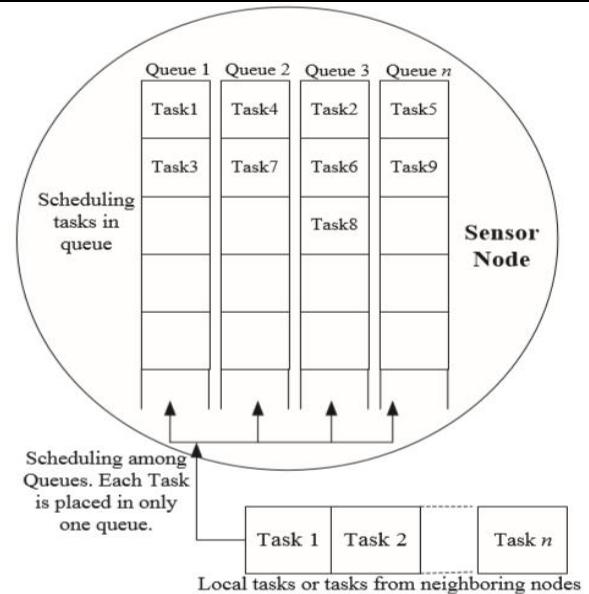 Queue 1 Queue 2 Queue 3 Queue n
Task1 Task4 Task2 Task5
Task3 Task7 Task6 Task9
Task8
Scheduling
tasks in
queue
Sensor
Node
Scheduling among
Queues. Each Task
is placed in only
one queue.
Task 1 Task 2 Task n
Local tasks or tasks from neighboring nodes